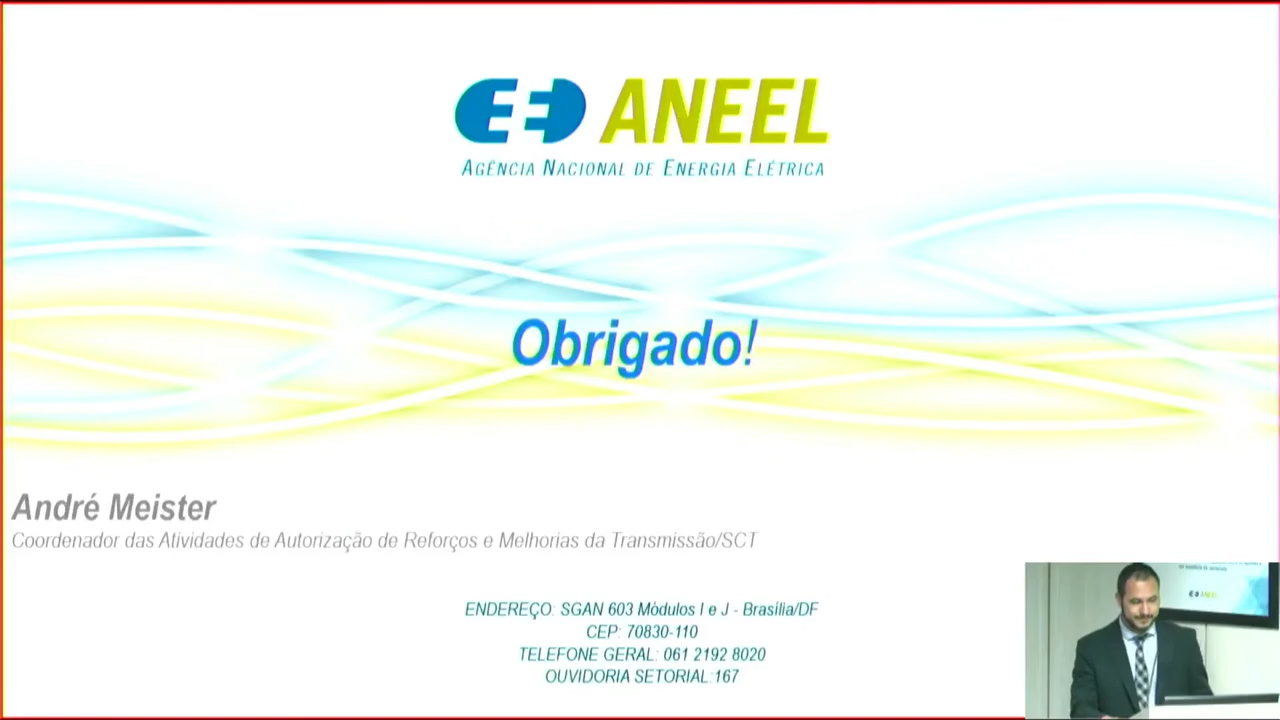 ANEEL
AGÊNCIA NACIONAL DE ENERGIA ELÉTRICA
Obrigado!
André Meister
Coordenador das Atividades de Autorização de Reforços e Melhorias da Transmissão/SCT
ENDEREÇO: SGAN 603 Módulos I e J - Brasília/DF
CEP: 70830-110
TELEFONE GERAL: 061 2192 8020
OUVIDORIA SETORIAL:167
ANEEL